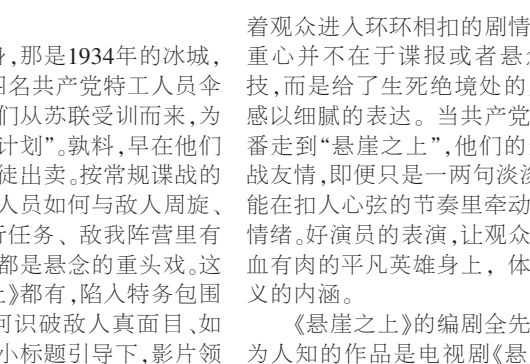 身，那是1934年的冰城，
四名共产党特工人员伞
们从苏联受训而来，为
计划”。孰料，早在他们
徒出卖。按常规谍战的
人员如何与敌人周旋、
行任务、敌我阵营里有
都是悬念的重头戏。这
上》都有，陷入特务包围
何识破敌人真面目、如
小标题引导下，影片领
着观众进入环环相扣的剧情
重心并不在于谍报或者悬念
技，而是给了生死绝境处的
感以细腻的表达。当共产党
番走到“悬崖之上”，他们的
战友情，即便只是一两句淡淡
能在扣人心弦的节奏里牵动
情绪。好演员的表演，让观众
血有肉的平凡英雄身上，体
义的内涵。
《悬崖之上》的编剧全先
为人知的作品是电视剧《悬